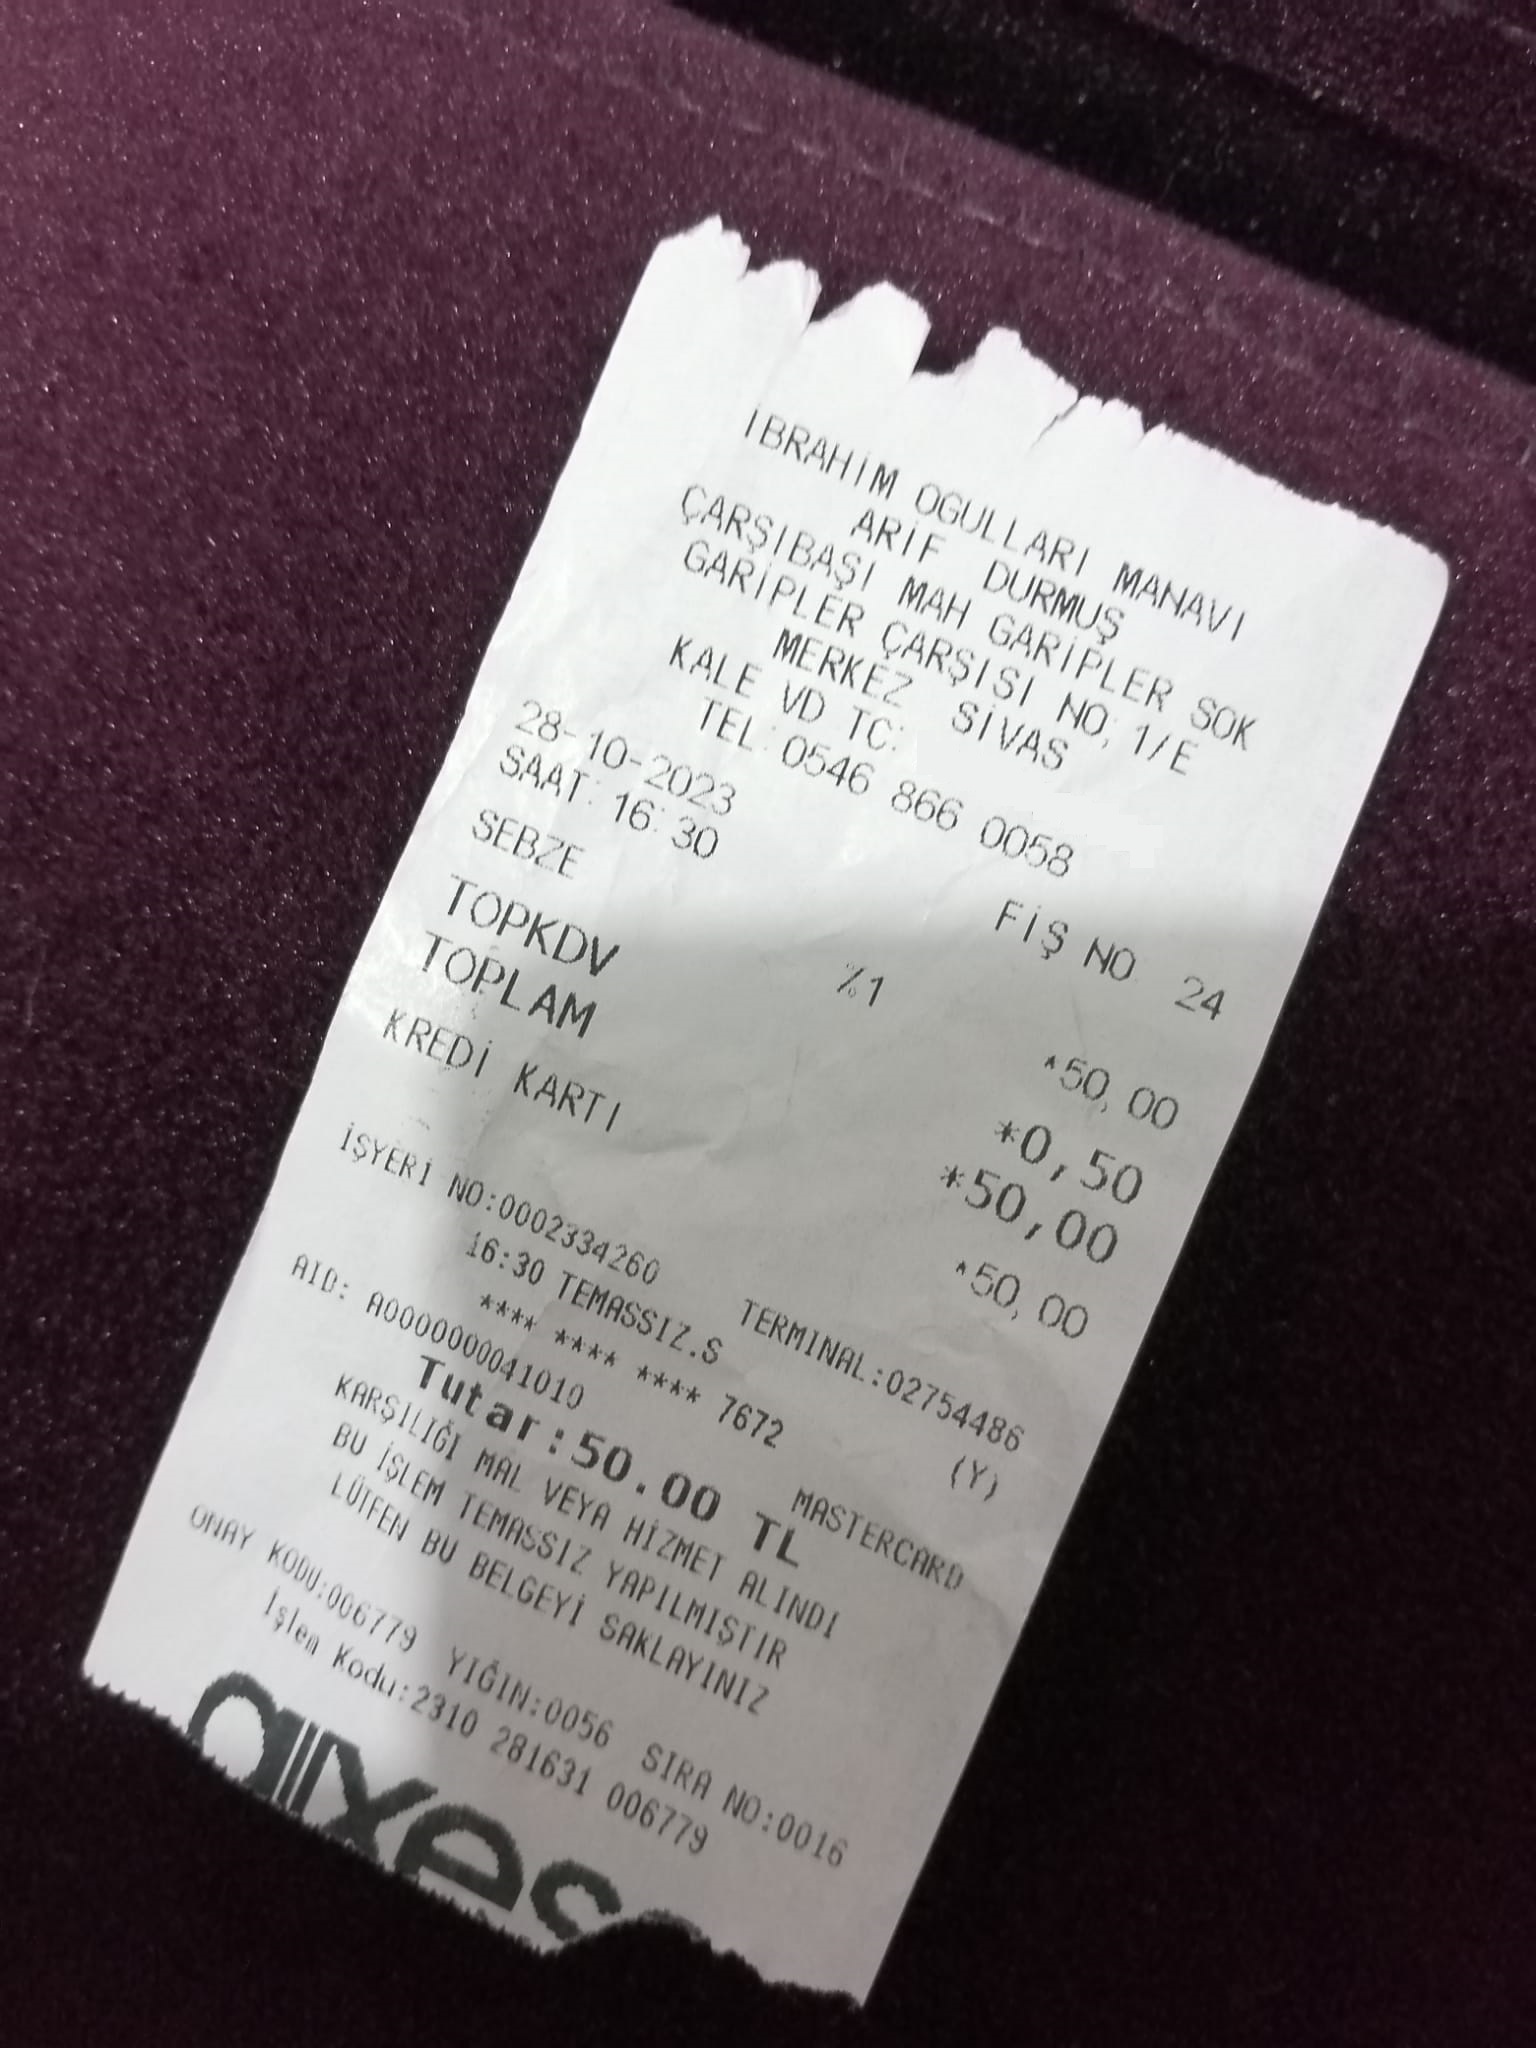 İBRAHİM OGULLARI MANAVI
ARİF DURMUŞ
ÇARŞIBAŞI MAH GARİPLER SOK
GARİPLER ÇARŞISI NO; 1/E
MERKEZ SİVAS
KALE VD TC:
TEL: 0546 866 0058
28-10-2023
SAAT: 16:30 FİŞ NO 24
SEBZE %1 *50,00
TOPKDV *0,50
TOPLAM *50,00
KREDİ KARTI *50,00
İŞYERİ NO:0002334260 TERMINAL:02754486
16:30 TEMASSIZ.S (Y)
**** **** **** 7672
AID: A0000000041010 MASTERCARD
Tutar:50.00 TL
KARŞILIĞI MAL VEYA HİZMET ALINDI
BU İŞLEM TEMASSIZ YAPILMIŞTIR
LÜTFEN BU BELGEYİ SAKLAYINIZ
ONAY KODU:006779 YIĞIN:0056 SIRA NO:0016
İşlem Kodu:2310 281631 006779
axess